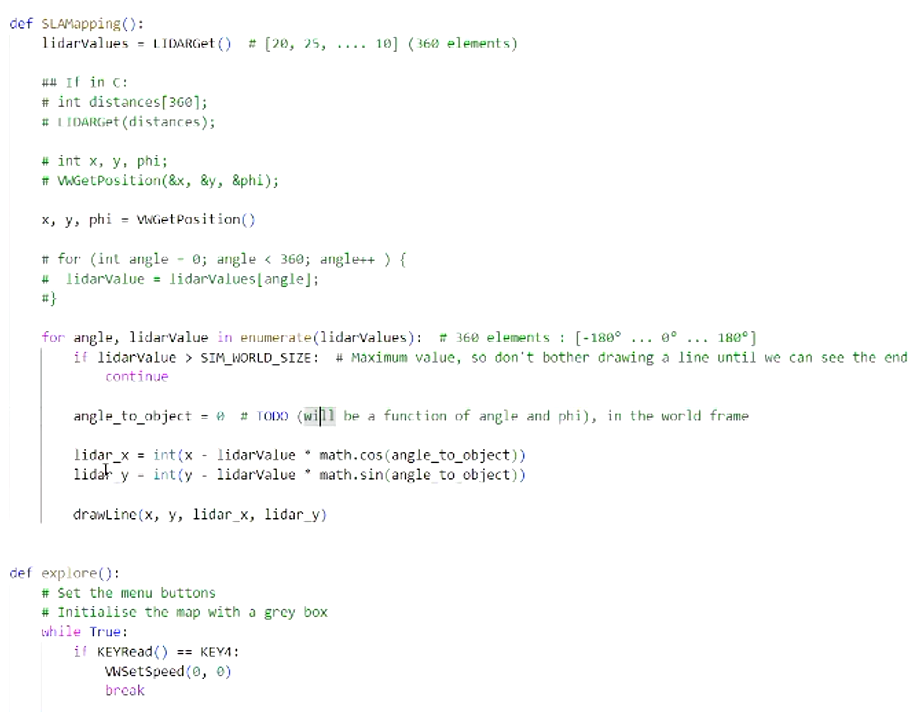 def SLAMapping():
    lidarValues = LIDARGet()  # [20, 25, .... 10] (360 elements)
    ## If in C:
    # int distances[360];
    # LIDARGet(distances);
    # int x, y, phi;
    # VWGetPosition(&x, &y, &phi);
    x, y, phi = VWGetPosition()
    # for (int angle = 0; angle < 360; angle++ ) {
    #  lidarValue = lidarValues[angle];
    #}
    for angle, lidarValue in enumerate(lidarValues):  # 360 elements : [-180° ... 0° ... 180°]
        if lidarValue > SIM_WORLD_SIZE:  # Maximum value, so don't bother drawing a line until we can see the end
            continue
        angle_to_object = 0  # TODO (will be a function of angle and phi), in the world frame
        lidar_x = int(x - lidarValue * math.cos(angle_to_object))
        lidar_y = int(y - lidarValue * math.sin(angle_to_object))
        drawLine(x, y, lidar_x, lidar_y)
def explore():
    # Set the menu buttons
    # Initialise the map with a grey box
    while True:
        if KEYRead() == KEY4:
            VWSetSpeed(0, 0)
            break